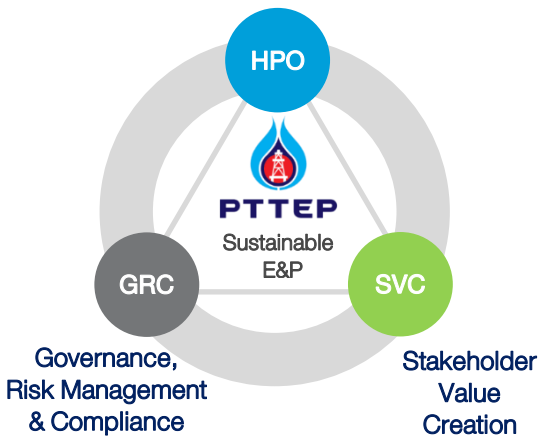 HPO
PTTEP
Sustainable
E&P
GRC
SVC
Governance,
Risk Management
& Compliance
Stakeholder
Value
Creation